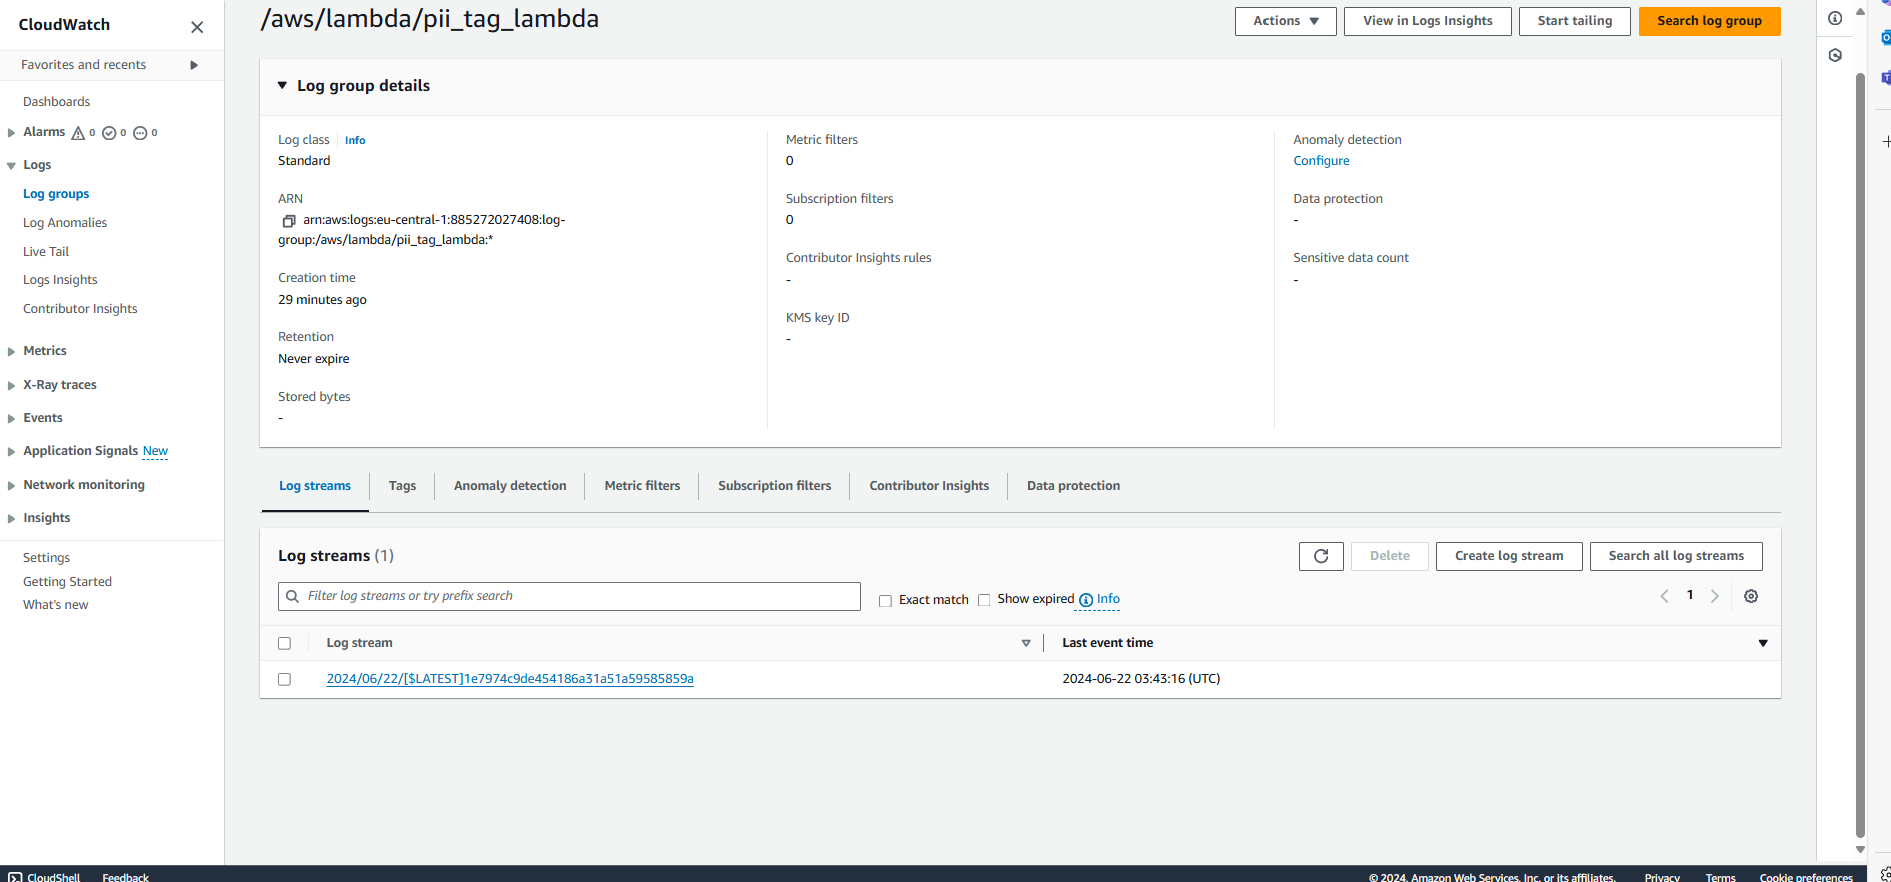 CloudWatch
Favorites and recents
Dashboards
Alarms 0 0 0
Logs
Log groups
Log Anomalies
Live Tail
Logs Insights
Contributor Insights
Metrics
X-Ray traces
Events
Application Signals New
Network monitoring
Insights
Settings
Getting Started
What's new
/aws/lambda/pii_tag_lambda
Actions
View in Logs Insights
Start tailing
Search log group
Log group details
Log class Info
Standard
ARN
arn:aws:logs:eu-central-1:885272027408:log-
group:/aws/lambda/pii_tag_lambda:*
Creation time
29 minutes ago
Retention
Never expire
Stored bytes
-
Metric filters
0
Subscription filters
0
Contributor Insights rules
-
KMS key ID
-
Anomaly detection
Configure
Data protection
-
Sensitive data count
-
Log streams
Tags
Anomaly detection
Metric filters
Subscription filters
Contributor Insights
Data protection
Log streams (1)
Delete
Create log stream
Search all log streams
Filter log streams or try prefix search
Exact match
Show expired Info
1
Log stream
Last event time
2024/06/22/[$LATEST]1e7974c9de454186a31a51a59585859a
2024-06-22 03:43:16 (UTC)
CloudShell
Feedback
© 2024, Amazon Web Services, Inc. or its affiliates.
Privacy
Terms
Cookie preferences